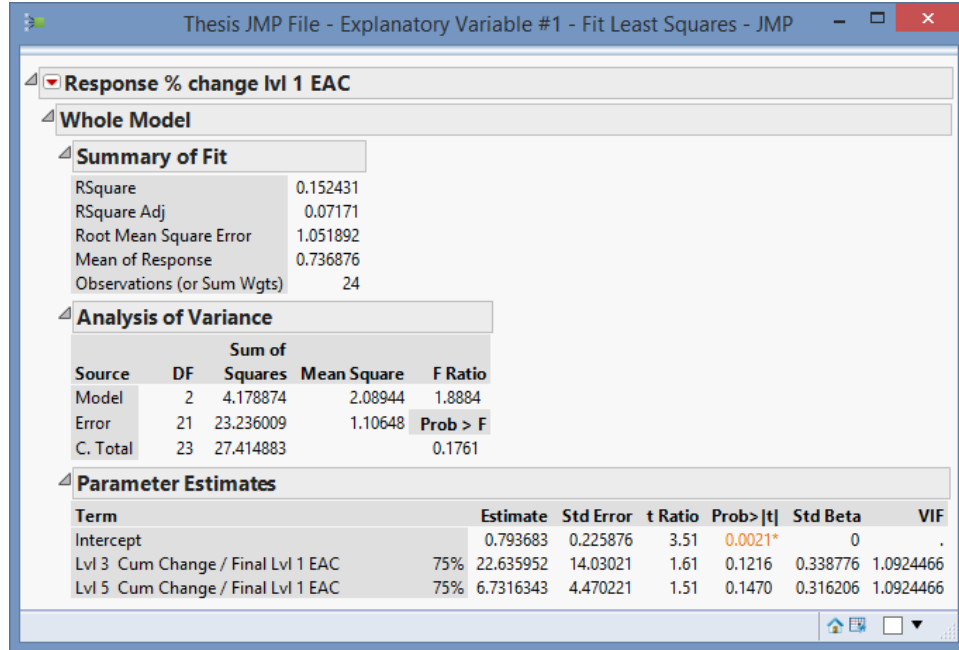 Thesis JMP File - Explanatory Variable #1 - Fit Least Squares - JMP
Response % change lvl 1 EAC
Whole Model
Summary of Fit
RSquare 0.152431
RSquare Adj 0.07171
Root Mean Square Error 1.051892
Mean of Response 0.736876
Observations (or Sum Wgts) 24
Analysis of Variance
Sum of
Source DF Squares Mean Square F Ratio
Model 2 4.178874 2.08944 1.8884
Error 21 23.236009 1.10648 Prob > F
C. Total 23 27.414883 0.1761
Parameter Estimates
Term Estimate Std Error t Ratio Prob>|t| Std Beta VIF
Intercept 0.793683 0.225876 3.51 0.0021* 0 .
Lvl 3 Cum Change / Final Lvl 1 EAC 75% 22.635952 14.03021 1.61 0.1216 0.338776 1.0924466
Lvl 5 Cum Change / Final Lvl 1 EAC 75% 6.7316343 4.470221 1.51 0.1470 0.316206 1.0924466